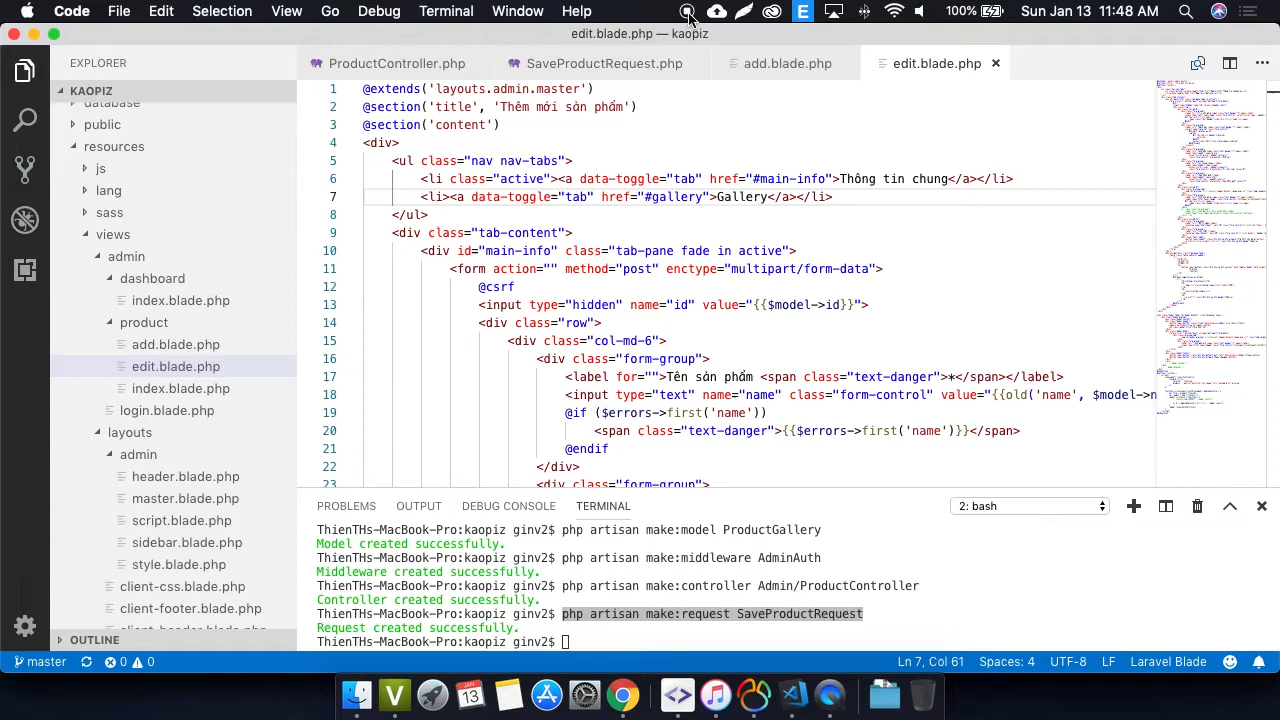 Code File Edit Selection View Go Debug Terminal Window Help 100% Sun Jan 13 11:48 AM
edit.blade.php — kaopiz
EXPLORER
ProductController.php SaveProductRequest.php add.blade.php edit.blade.php
KAOPIZ
database
public
resources
js
lang
sass
views
admin
dashboard
index.blade.php
product
add.blade.php
edit.blade.php
index.blade.php
login.blade.php
layouts
admin
header.blade.php
master.blade.php
script.blade.php
sidebar.blade.php
style.blade.php
client-css.blade.php
client-footer.blade.php
client-header.blade.php
OUTLINE
1 @extends('layouts.admin.master')
2 @section('title', 'Thêm mới sản phẩm')
3 @section('content')
4 <div>
5 <ul class="nav nav-tabs">
6 <li class="active"><a data-toggle="tab" href="#main-info">Thông tin chung</a></li>
7 <li><a data-toggle="tab" href="#gallery">Gallery</a></li>
8 </ul>
9 <div class="tab-content">
10 <div id="main-info" class="tab-pane fade in active">
11 <form action="" method="post" enctype="multipart/form-data">
12 @csrf
13 <input type="hidden" name="id" value="{{$model->id}}">
14 <div class="row">
15 <div class="col-md-6">
16 <div class="form-group">
17 <label for="">Tên sản phẩm <span class="text-danger">*</span></label>
18 <input type="text" name="name" class="form-control" value="{{old('name', $model->n
19 @if ($errors->first('name'))
20 <span class="text-danger">{{$errors->first('name')}}</span>
21 @endif
22 </div>
23 <div class="form-group">
PROBLEMS OUTPUT DEBUG CONSOLE TERMINAL 2: bash
ThienTHs-MacBook-Pro:kaopiz ginv2$ php artisan make:model ProductGallery
Model created successfully.
ThienTHs-MacBook-Pro:kaopiz ginv2$ php artisan make:middleware AdminAuth
Middleware created successfully.
ThienTHs-MacBook-Pro:kaopiz ginv2$ php artisan make:controller Admin/ProductController
Controller created successfully.
ThienTHs-MacBook-Pro:kaopiz ginv2$ php artisan make:request SaveProductRequest
Request created successfully.
ThienTHs-MacBook-Pro:kaopiz ginv2$
master 0 0 Ln 7, Col 61 Spaces: 4 UTF-8 LF Laravel Blade